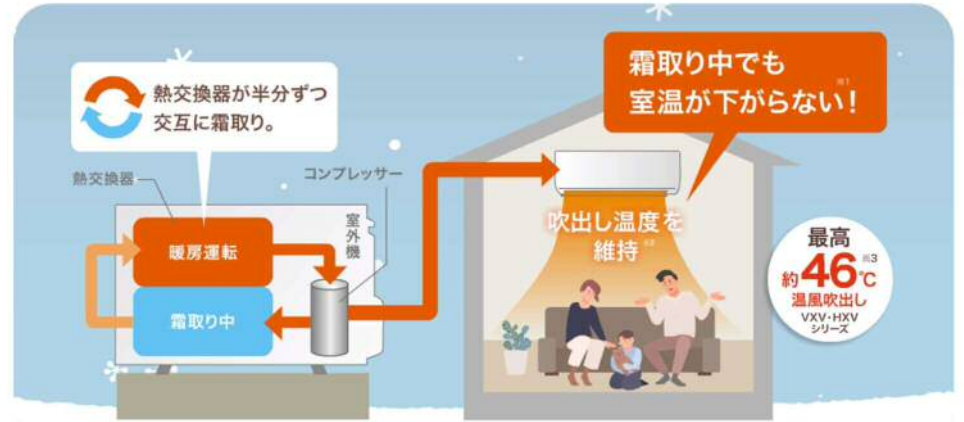 熱交換器が半分ずつ
交互に霜取り。
霜取り中でも
室温が下がらない!※1
熱交換器
コンプレッサー
室外機
暖房運転
霜取り中
吹出し温度を
維持※2
最高
約46℃※3
温風吹出し
VXV・HXV
シリーズ